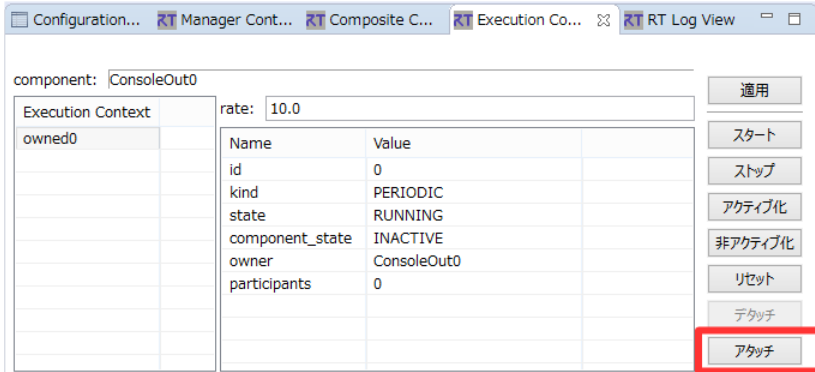 Configuration... RT Manager Cont... RT Composite C... RT Execution Co... RT RT Log View
component: ConsoleOut0
適用
Execution Context
rate: 10.0
owned0
スタート
Name Value
id 0
ストップ
kind PERIODIC
アクティブ化
state RUNNING
component_state INACTIVE
非アクティブ化
owner ConsoleOut0
participants 0
リセット
デタッチ
アタッチ